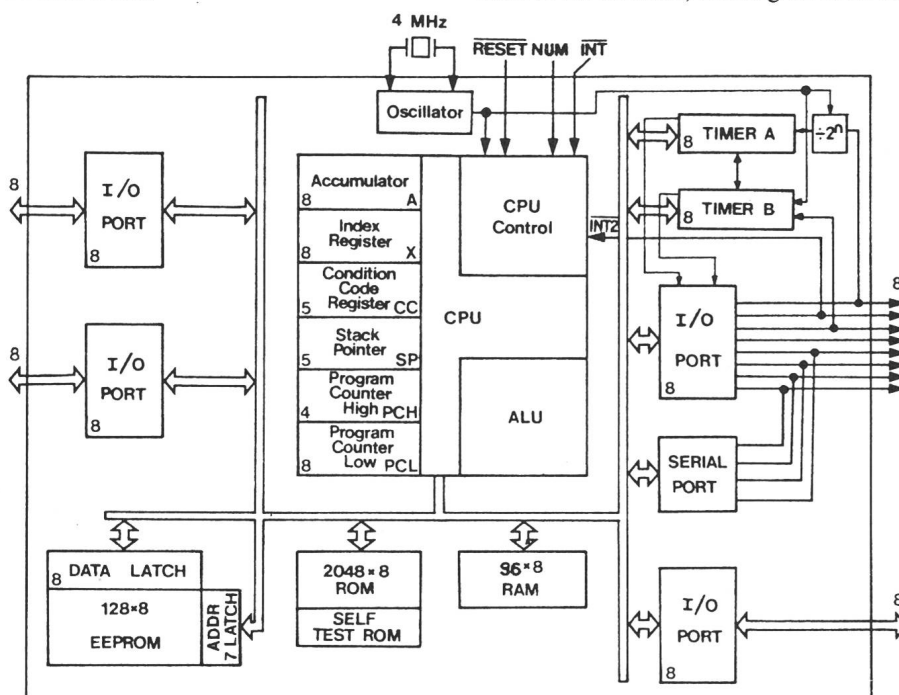 4 MHz
RESET NUM INT
Oscillator
8
I/O
PORT
8
8
I/O
PORT
8
Accumulator
8 A
Index
Register
8 X
Condition
Code
Register
5 CC
Stack
Pointer
5 SP
Program
Counter
High
4 PCH
Program
Counter
Low
8 PCL
CPU
Control
CPU
ALU
INT2
TIMER A
8
÷2ⁿ
TIMER B
8
I/O
PORT
8
8
SERIAL
PORT
I/O
PORT
8
8
DATA LATCH
8
128×8
EEPROM
ADDR
7 LATCH
2048×8
ROM
SELF
TEST ROM
96×8
RAM